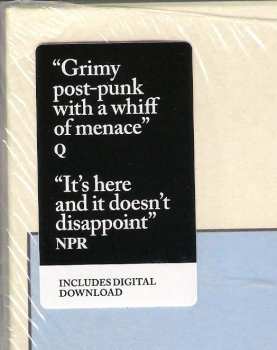 “Grimy
post-punk
with a whiff
of menace”
Q
“It’s here
and it doesn’t
disappoint”
NPR
INCLUDES DIGITAL
DOWNLOAD